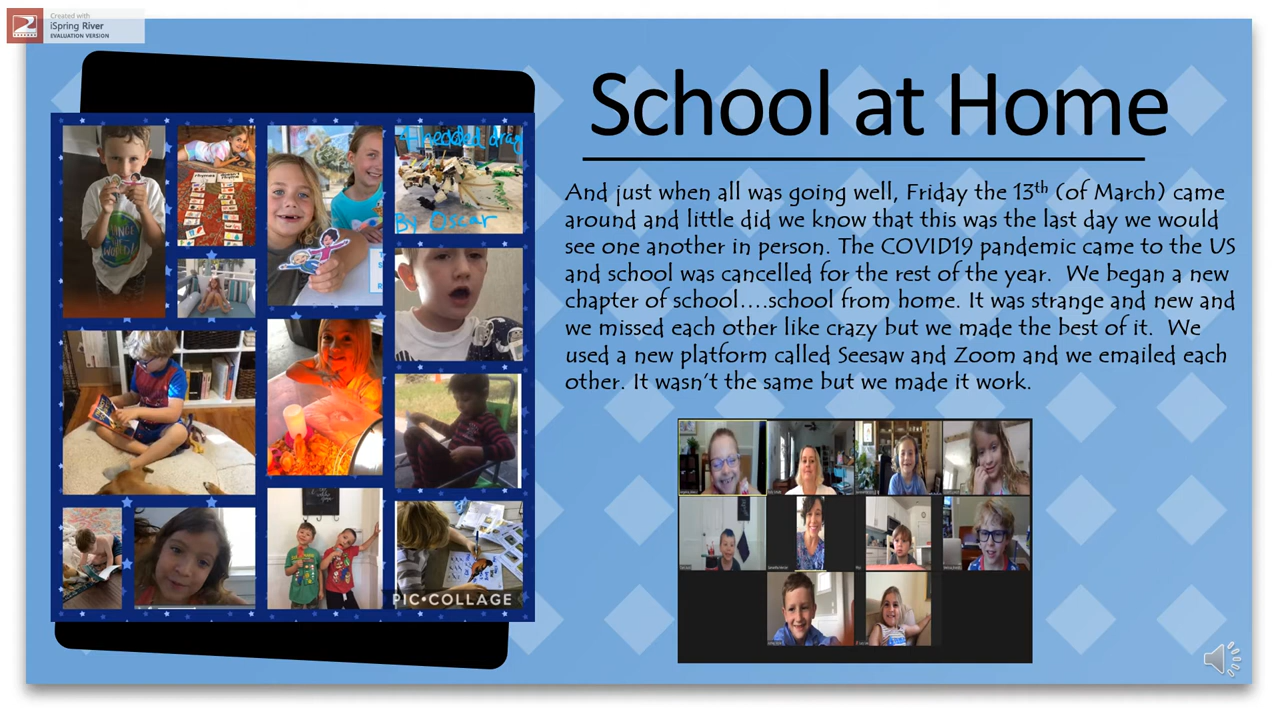 Created with
iSpring River
EVALUATION VERSION
School at Home
And just when all was going well, Friday the 13th (of March) came
around and little did we know that this was the last day we would
see one another in person. The COVID19 pandemic came to the US
and school was cancelled for the rest of the year.  We began a new
chapter of school....school from home. It was strange and new and
we missed each other like crazy but we made the best of it.  We
used a new platform called Seesaw and Zoom and we emailed each
other. It wasn't the same but we made it work.
By Oscar
PIC•COLLAGE